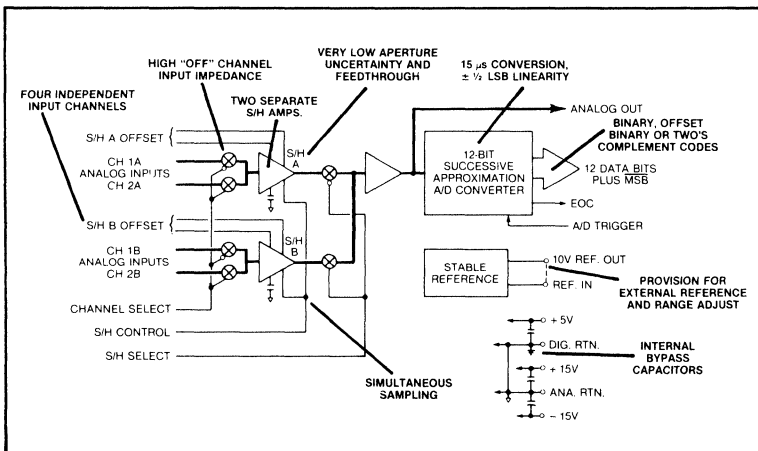 HIGH "OFF" CHANNEL
INPUT IMPEDANCE
VERY LOW APERTURE
UNCERTAINTY AND
FEEDTHROUGH
15 µs CONVERSION,
± ½ LSB LINEARITY
FOUR INDEPENDENT
INPUT CHANNELS
TWO SEPARATE
S/H AMPS.
ANALOG OUT
BINARY, OFFSET
BINARY OR TWO'S
COMPLEMENT CODES
S/H A OFFSET
CH 1A
ANALOG INPUTS
CH 2A
S/H
A
12-BIT
SUCCESSIVE
APPROXIMATION
A/D CONVERTER
12 DATA BITS
PLUS M̅S̅B̅
EOC
A/D TRIGGER
S/H B OFFSET
CH 1B
ANALOG INPUTS
CH 2B
S/H
B
STABLE
REFERENCE
10V REF. OUT
REF. IN
PROVISION FOR
EXTERNAL REFERENCE
AND RANGE ADJUST
CHANNEL SELECT
S/H CONTROL
S/H SELECT
SIMULTANEOUS
SAMPLING
+ 5V
DIG. RTN.
+ 15V
ANA. RTN.
− 15V
INTERNAL
BYPASS
CAPACITORS